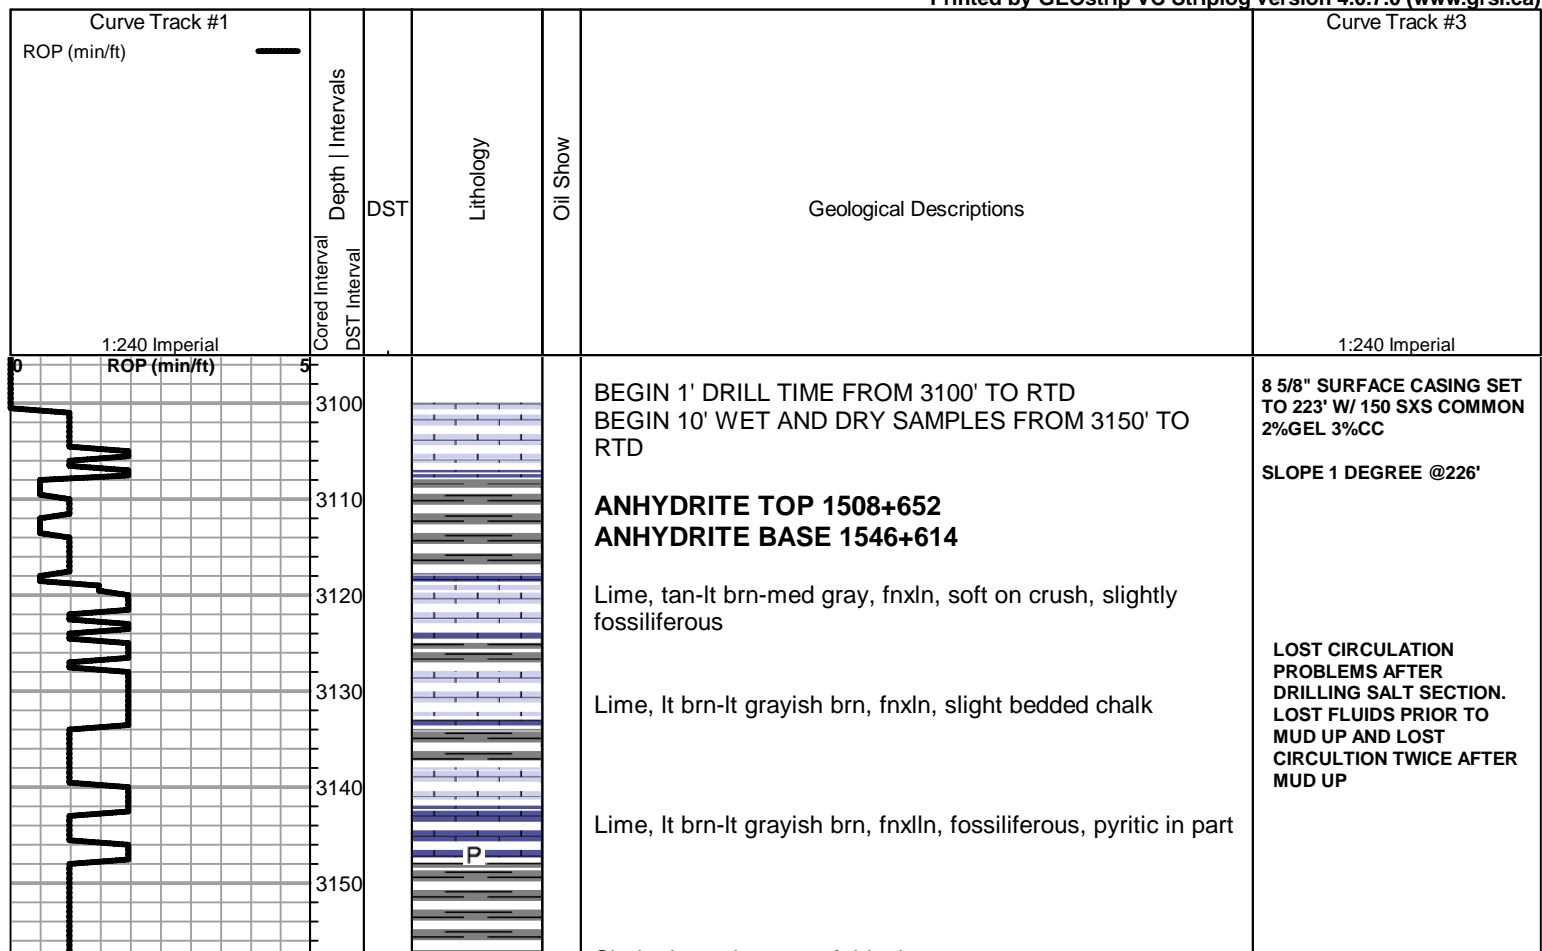 Printed by GEOstrip VC Striplog version 4.0.7.0 (www.grsi.ca)
Curve Track #1
ROP (min/ft)
1:240 Imperial
Depth | Intervals
Cored Interval
DST Interval
DST
Lithology
Oil Show
Geological Descriptions
Curve Track #3
1:240 Imperial
0 ROP (min/ft) 5
3100
3110
3120
3130
3140
3150
P
BEGIN 1' DRILL TIME FROM 3100' TO RTD
BEGIN 10' WET AND DRY SAMPLES FROM 3150' TO
RTD
ANHYDRITE TOP 1508+652
ANHYDRITE BASE 1546+614
Lime, tan-lt brn-med gray, fnxln, soft on crush, slightly
fossiliferous
Lime, lt brn-lt grayish brn, fnxln, slight bedded chalk
Lime, lt brn-lt grayish brn, fnxlln, fossiliferous, pyritic in part
8 5/8" SURFACE CASING SET
TO 223' W/ 150 SXS COMMON
2%GEL 3%CC
SLOPE 1 DEGREE @226'
LOST CIRCULATION
PROBLEMS AFTER
DRILLING SALT SECTION.
LOST FLUIDS PRIOR TO
MUD UP AND LOST
CIRCULTION TWICE AFTER
MUD UP